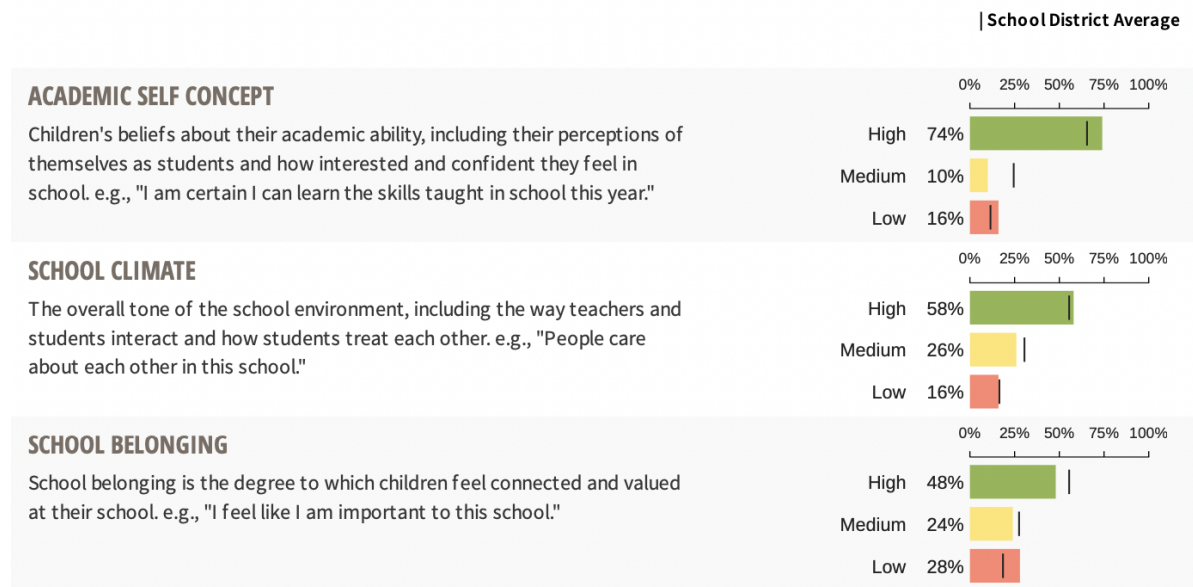 | School District Average
ACADEMIC SELF CONCEPT
Children's beliefs about their academic ability, including their perceptions of
themselves as students and how interested and confident they feel in
school. e.g., "I am certain I can learn the skills taught in school this year."
0% 25% 50% 75% 100%
High 74%
Medium 10%
Low 16%
SCHOOL CLIMATE
The overall tone of the school environment, including the way teachers and
students interact and how students treat each other. e.g., "People care
about each other in this school."
0% 25% 50% 75% 100%
High 58%
Medium 26%
Low 16%
SCHOOL BELONGING
School belonging is the degree to which children feel connected and valued
at their school. e.g., "I feel like I am important to this school."
0% 25% 50% 75% 100%
High 48%
Medium 24%
Low 28%